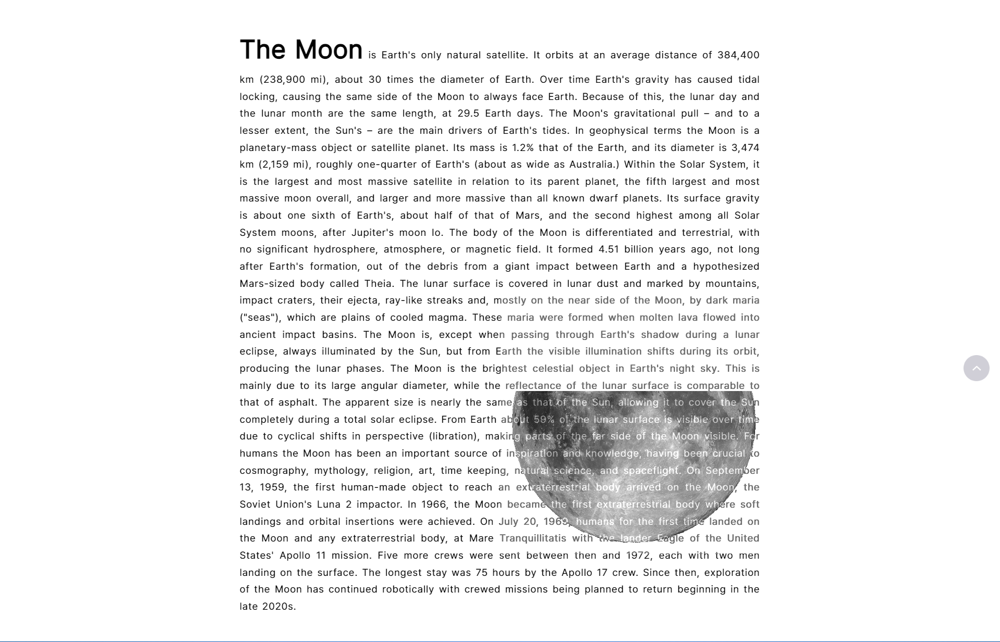 The Moon is Earth's only natural satellite. It orbits at an average distance of 384,400
km (238,900 mi), about 30 times the diameter of Earth. Over time Earth's gravity has caused tidal
locking, causing the same side of the Moon to always face Earth. Because of this, the lunar day and
the lunar month are the same length, at 29.5 Earth days. The Moon's gravitational pull – and to a
lesser extent, the Sun's – are the main drivers of Earth's tides. In geophysical terms the Moon is a
planetary-mass object or satellite planet. Its mass is 1.2% that of the Earth, and its diameter is 3,474
km (2,159 mi), roughly one-quarter of Earth's (about as wide as Australia.) Within the Solar System, it
is the largest and most massive satellite in relation to its parent planet, the fifth largest and most
massive moon overall, and larger and more massive than all known dwarf planets. Its surface gravity
is about one sixth of Earth's, about half of that of Mars, and the second highest among all Solar
System moons, after Jupiter's moon Io. The body of the Moon is differentiated and terrestrial, with
no significant hydrosphere, atmosphere, or magnetic field. It formed 4.51 billion years ago, not long
after Earth's formation, out of the debris from a giant impact between Earth and a hypothesized
Mars-sized body called Theia. The lunar surface is covered in lunar dust and marked by mountains,
impact craters, their ejecta, ray-like streaks and, mostly on the near side of the Moon, by dark maria
("seas"), which are plains of cooled magma. These maria were formed when molten lava flowed into
ancient impact basins. The Moon is, except when passing through Earth's shadow during a lunar
eclipse, always illuminated by the Sun, but from Earth the visible illumination shifts during its orbit,
producing the lunar phases. The Moon is the brightest celestial object in Earth's night sky. This is
mainly due to its large angular diameter, while the reflectance of the lunar surface is comparable to
that of asphalt. The apparent size is nearly the same as that of the Sun, allowing it to cover the Sun
completely during a total solar eclipse. From Earth about 59% of the lunar surface is visible over time
due to cyclical shifts in perspective (libration), making parts of the far side of the Moon visible. For
humans the Moon has been an important source of inspiration and knowledge, having been crucial to
cosmography, mythology, religion, art, time keeping, natural science, and spaceflight. On September
13, 1959, the first human-made object to reach an extraterrestrial body arrived on the Moon, the
Soviet Union's Luna 2 impactor. In 1966, the Moon became the first extraterrestrial body where soft
landings and orbital insertions were achieved. On July 20, 1969, humans for the first time landed on
the Moon and any extraterrestrial body, at Mare Tranquillitatis with the lander Eagle of the United
States' Apollo 11 mission. Five more crews were sent between then and 1972, each with two men
landing on the surface. The longest stay was 75 hours by the Apollo 17 crew. Since then, exploration
of the Moon has continued robotically with crewed missions being planned to return beginning in the
late 2020s.